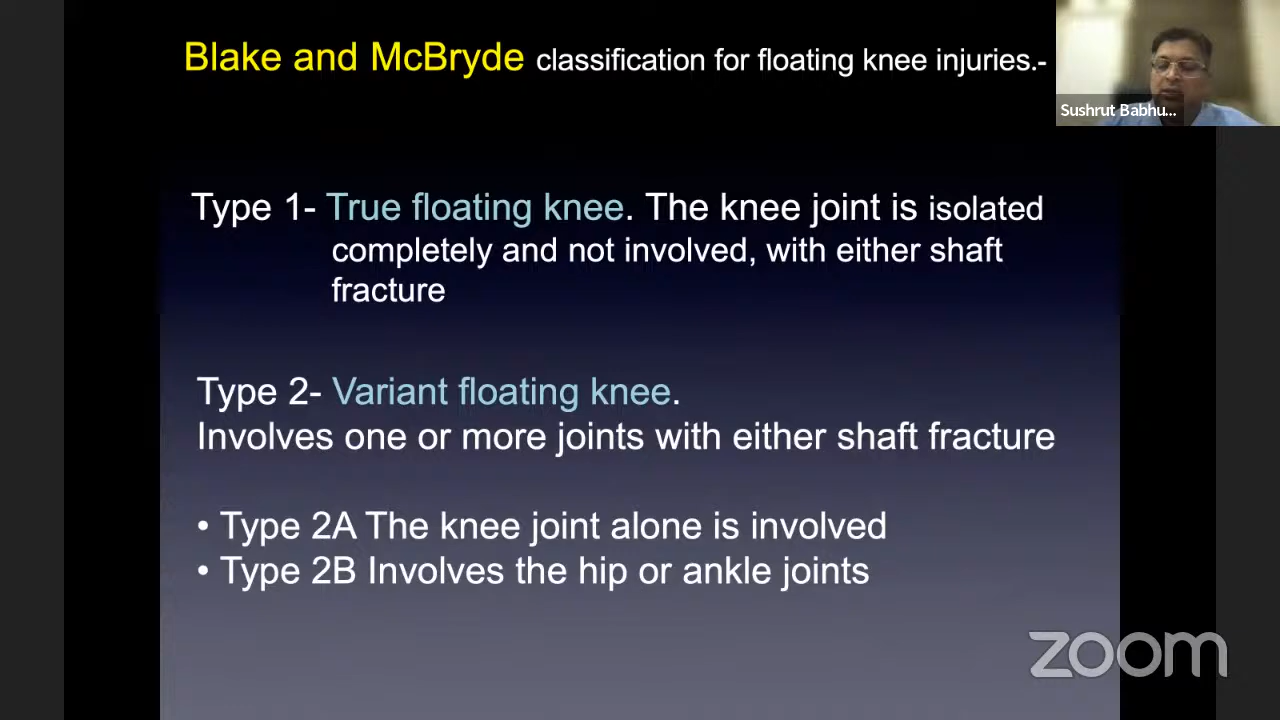 Blake and McBryde classification for floating knee injuries.-
Sushrut Babhu...
Type 1- True floating knee. The knee joint is isolated
completely and not involved, with either shaft
fracture
Type 2- Variant floating knee.
Involves one or more joints with either shaft fracture
• Type 2A The knee joint alone is involved
• Type 2B Involves the hip or ankle joints
zoom